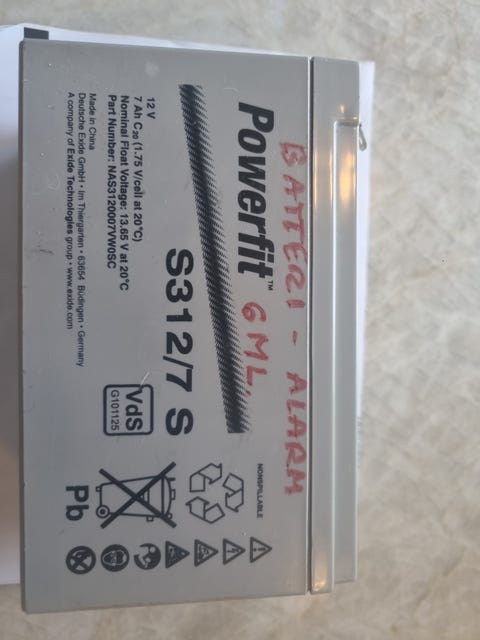 BATTERI - ALARM
6 ML.
Powerfit™
S312/7 S
12 V
7 Ah C20 (1.75 V/cell at 20°C)
Nominal Float Voltage: 13.65 V at 20°C
Part Number: NAS3120007VW0SC
Made in China
Deutsche Exide GmbH • Im Thiergarten • 63654 Büdingen • Germany
A company of Exide Technologies group • www.exide.com
VdS
G101125
NONSPILLABLE
Pb